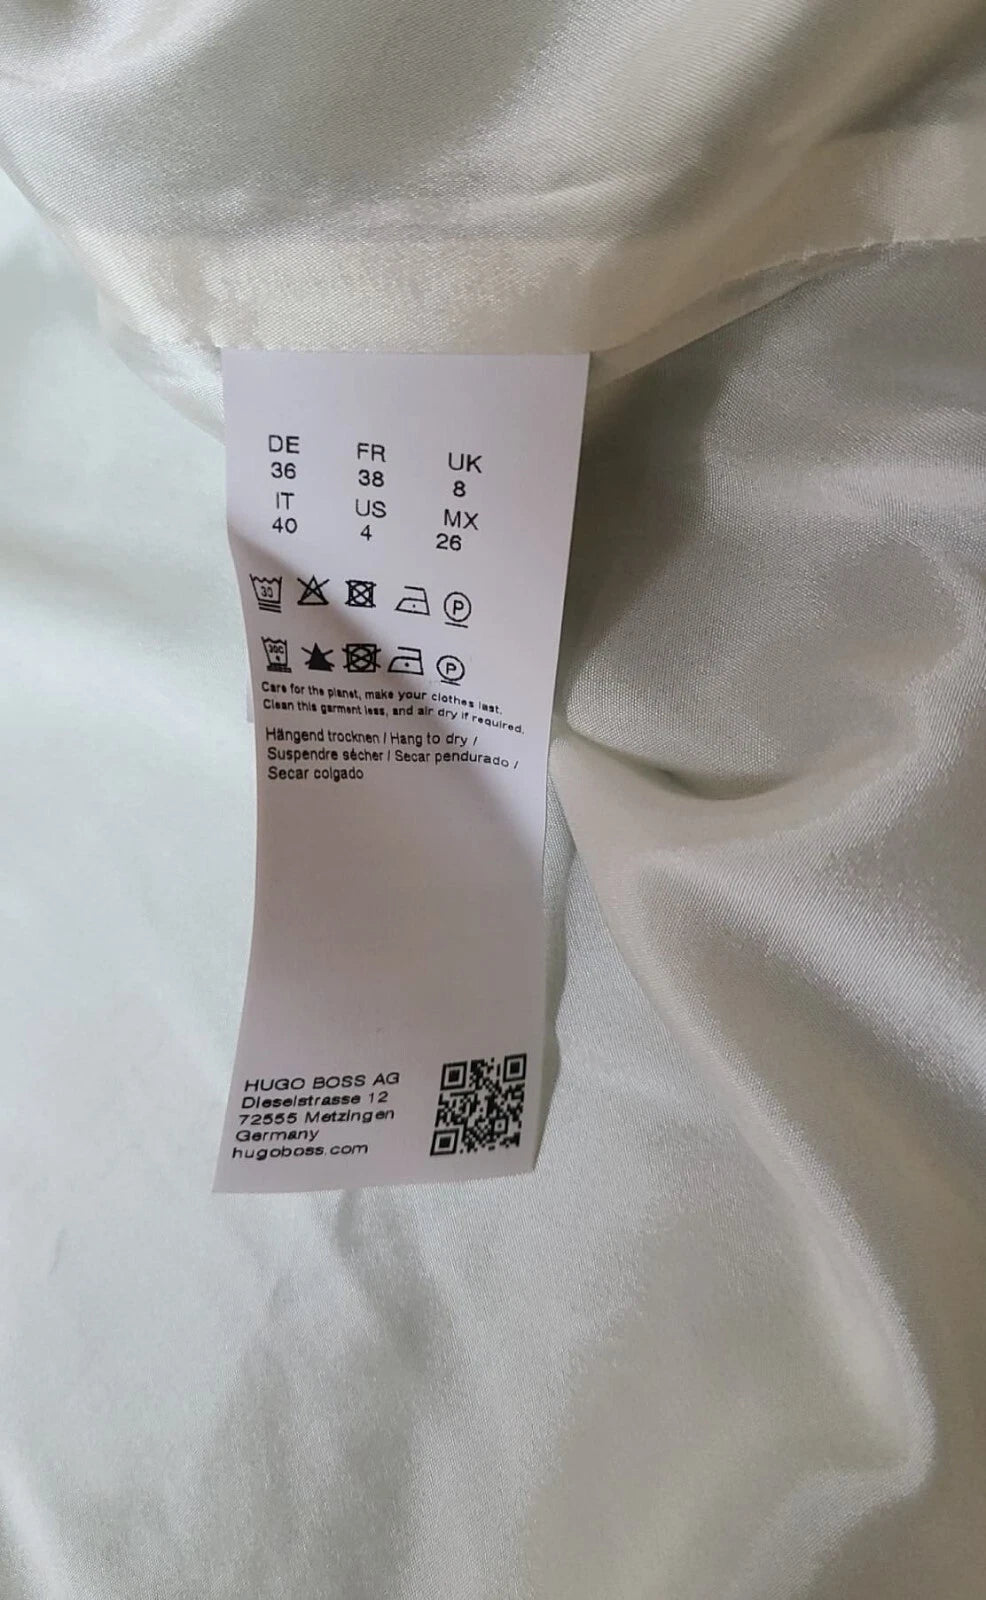 DE FR UK
36 38 8
IT US MX
40 4 26
30 P
30C P
Care for the planet, make your clothes last.
Clean this garment less, and air dry if required.
Hängend trocknen / Hang to dry /
Suspendre sécher / Secar pendurado /
Secar colgado
HUGO BOSS AG
Dieselstrasse 12
72555 Metzingen
Germany
hugoboss.com